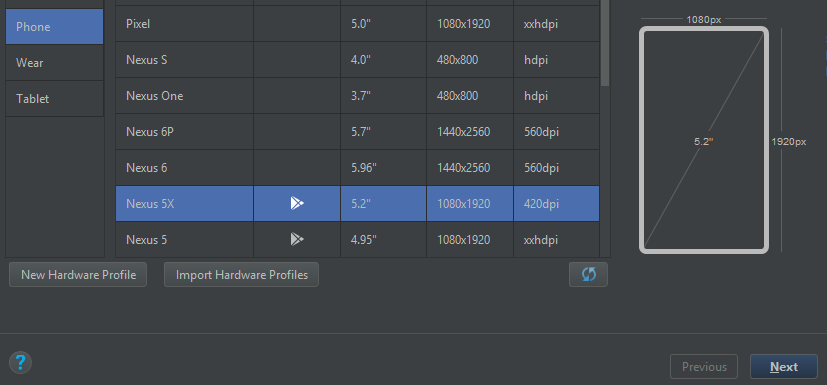 Phone
Wear
Tablet
Pixel 5.0" 1080x1920 xxhdpi
Nexus S 4.0" 480x800 hdpi
Nexus One 3.7" 480x800 hdpi
Nexus 6P 5.7" 1440x2560 560dpi
Nexus 6 5.96" 1440x2560 560dpi
Nexus 5X 5.2" 1080x1920 420dpi
Nexus 5 4.95" 1080x1920 xxhdpi
1080px
5.2"
1920px
New Hardware Profile
Import Hardware Profiles
?
Previous
Next